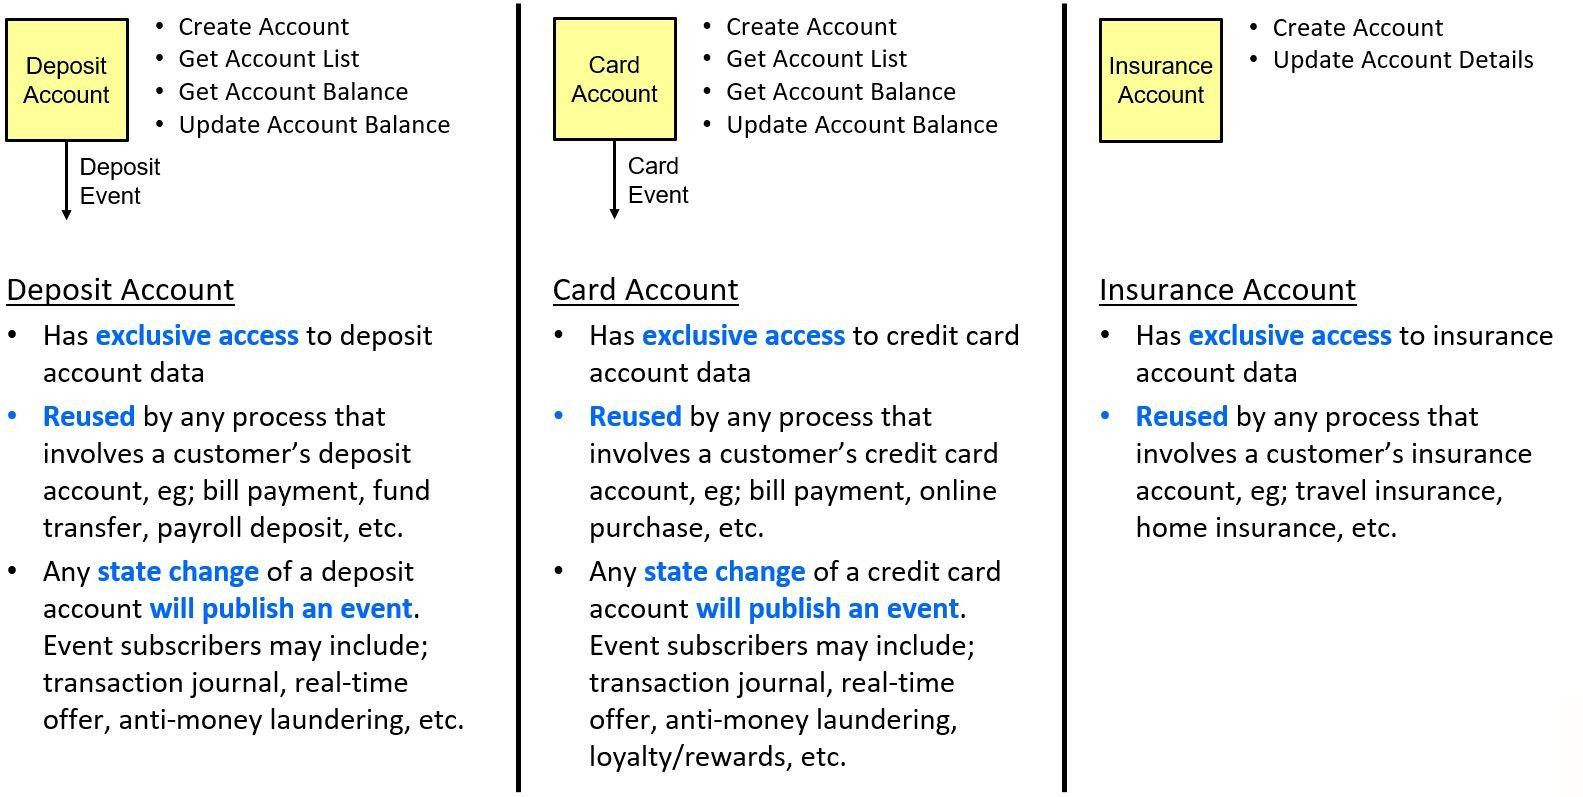 Deposit
Account
• Create Account
• Get Account List
• Get Account Balance
• Update Account Balance
Deposit
Event
Deposit Account
• Has exclusive access to deposit
account data
• Reused by any process that
involves a customer’s deposit
account, eg; bill payment, fund
transfer, payroll deposit, etc.
• Any state change of a deposit
account will publish an event.
Event subscribers may include;
transaction journal, real-time
offer, anti-money laundering, etc.
Card
Account
• Create Account
• Get Account List
• Get Account Balance
• Update Account Balance
Card
Event
Card Account
• Has exclusive access to credit card
account data
• Reused by any process that
involves a customer’s credit card
account, eg; bill payment, online
purchase, etc.
• Any state change of a credit card
account will publish an event.
Event subscribers may include;
transaction journal, real-time
offer, anti-money laundering,
loyalty/rewards, etc.
Insurance
Account
• Create Account
• Update Account Details
Insurance Account
• Has exclusive access to insurance
account data
• Reused by any process that
involves a customer’s insurance
account, eg; travel insurance,
home insurance, etc.